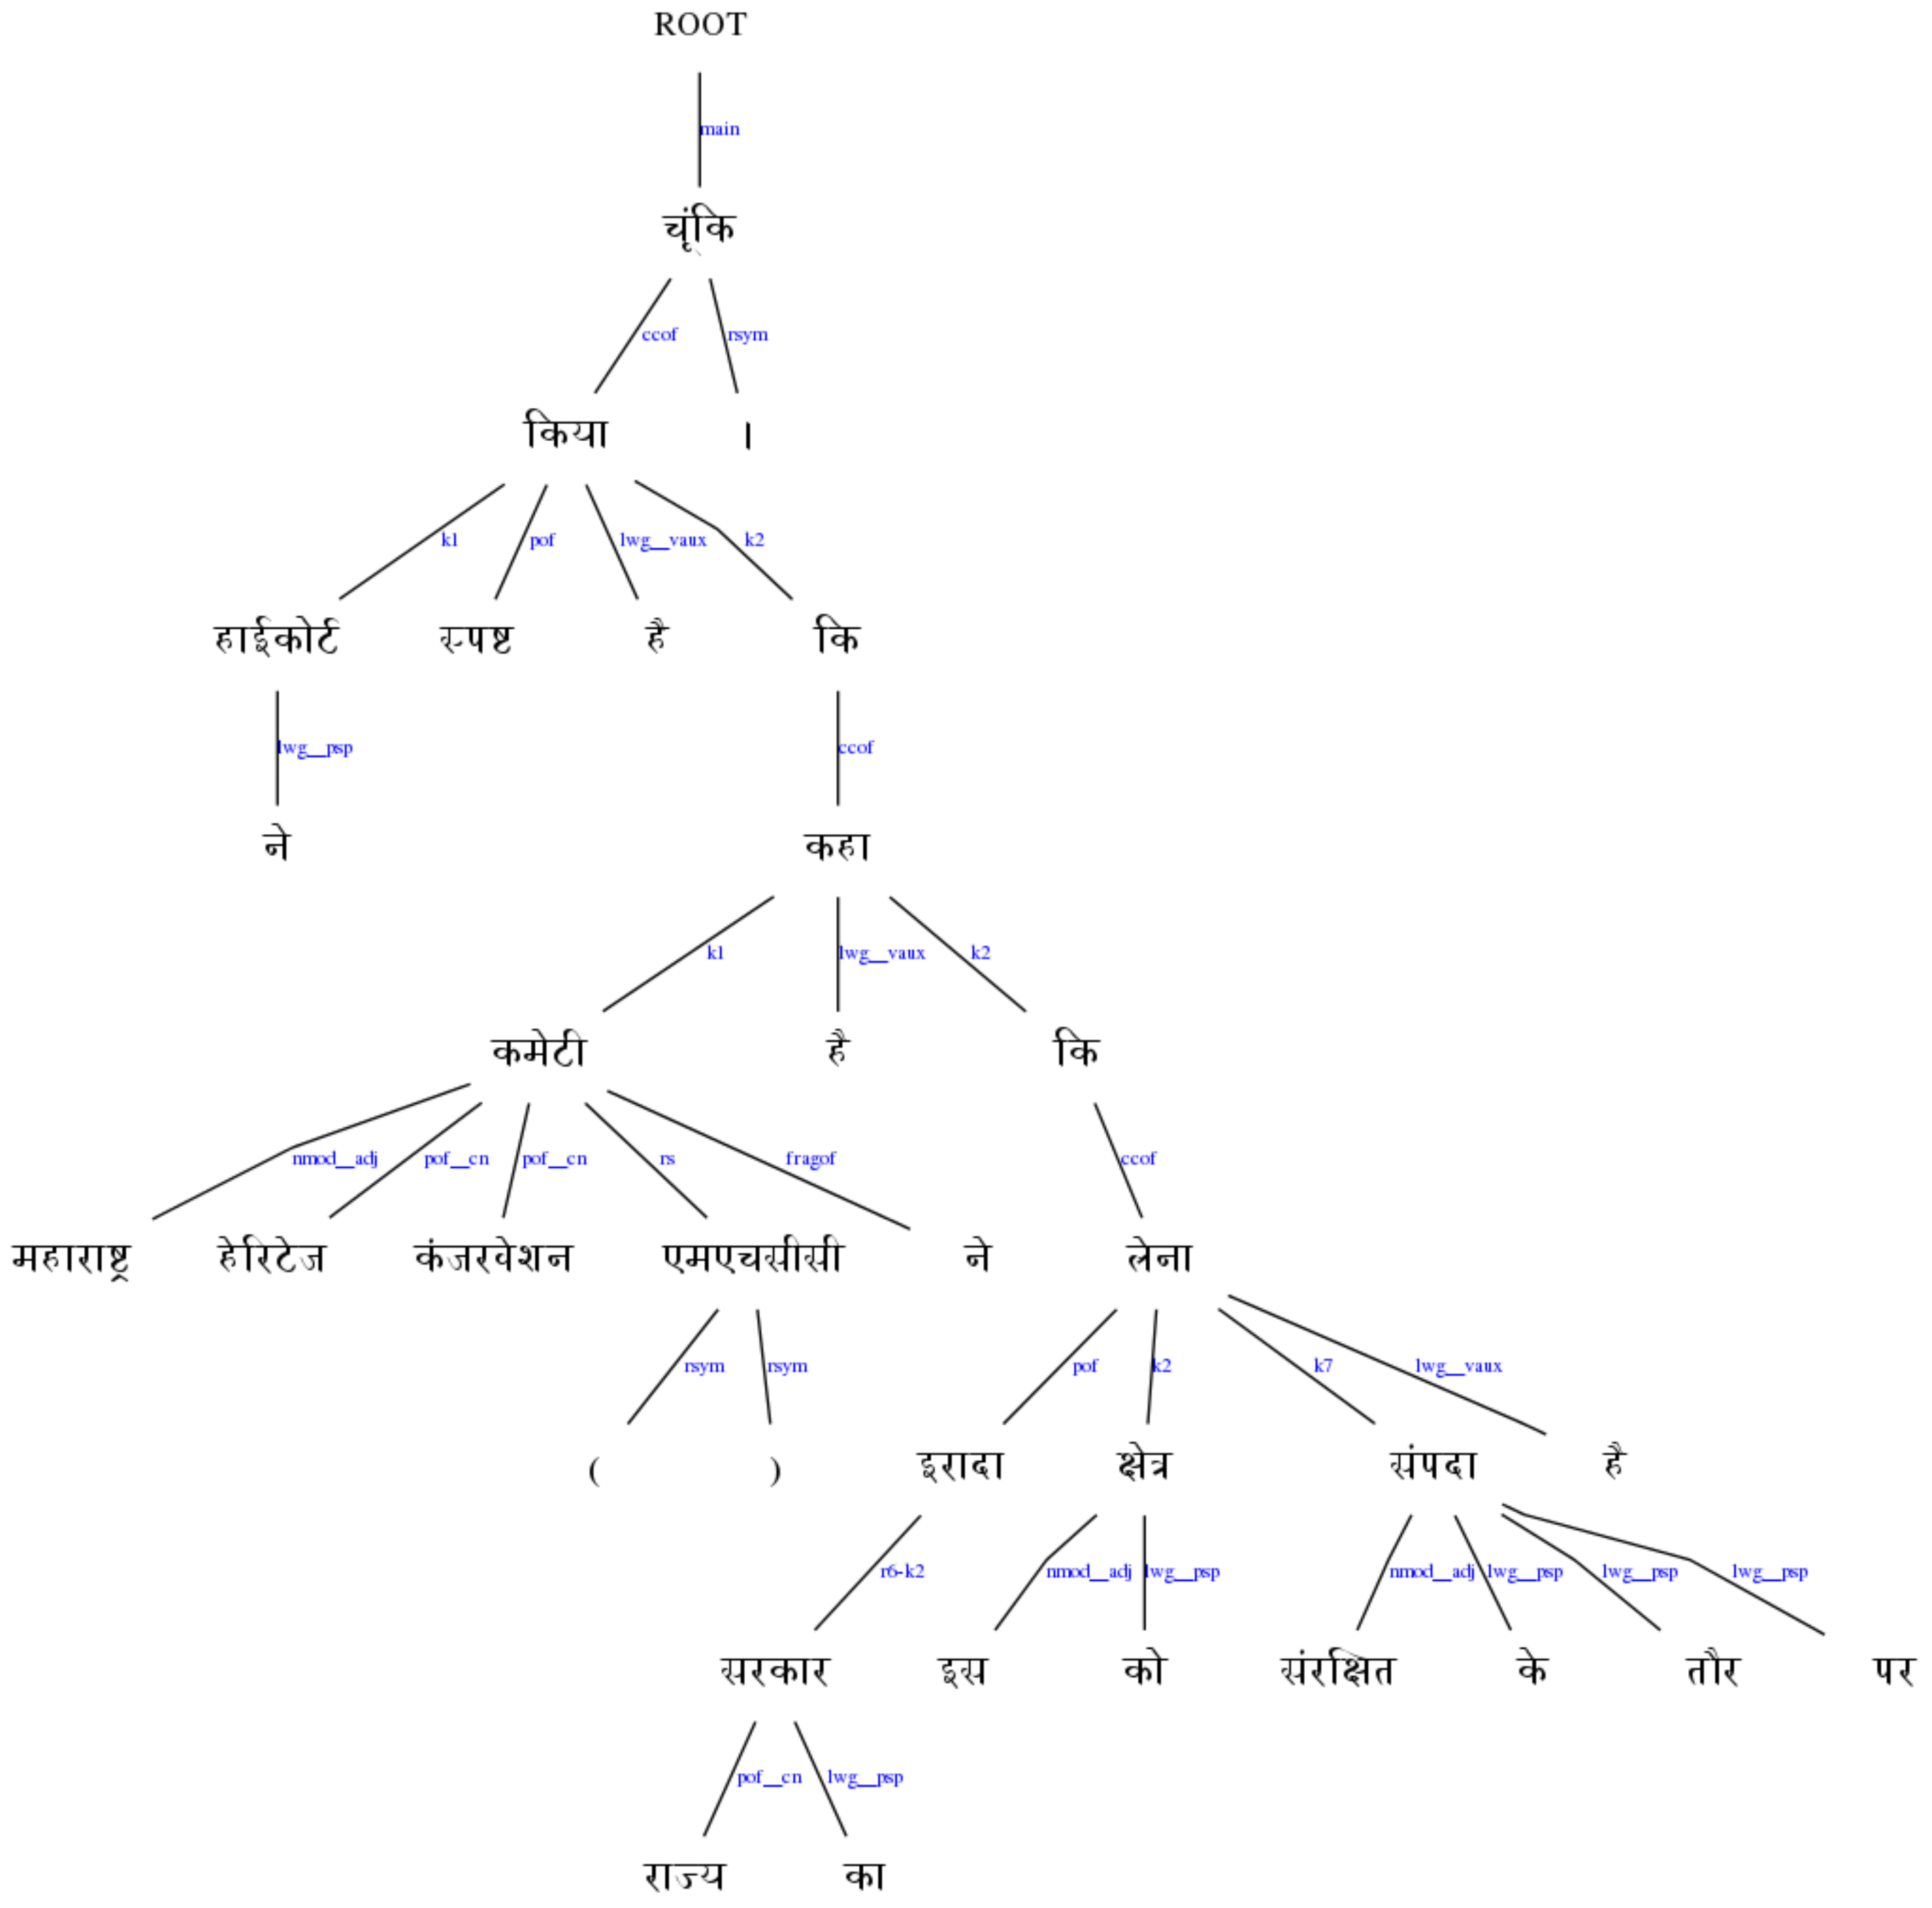 ROOT
main
चूंकि
ccof rsym
किया ।
k1 pof lwg__vaux k2
हाईकोर्ट स्पष्ट है कि
lwg__psp ccof
ने कहा
k1 lwg__vaux k2
कमेटी है कि
nmod__adj pof__cn pof__cn rs fragof ccof
महाराष्ट्र हेरिटेज कंजरवेशन एमएचसीसी ने लेना
rsym rsym pof k2 k7 lwg__vaux
( ) इरादा क्षेत्र संपदा है
r6-k2 nmod__adj lwg__psp nmod__adj lwg__psp lwg__psp lwg__psp
सरकार इस को संरक्षित के तौर पर
pof__cn lwg__psp
राज्य का